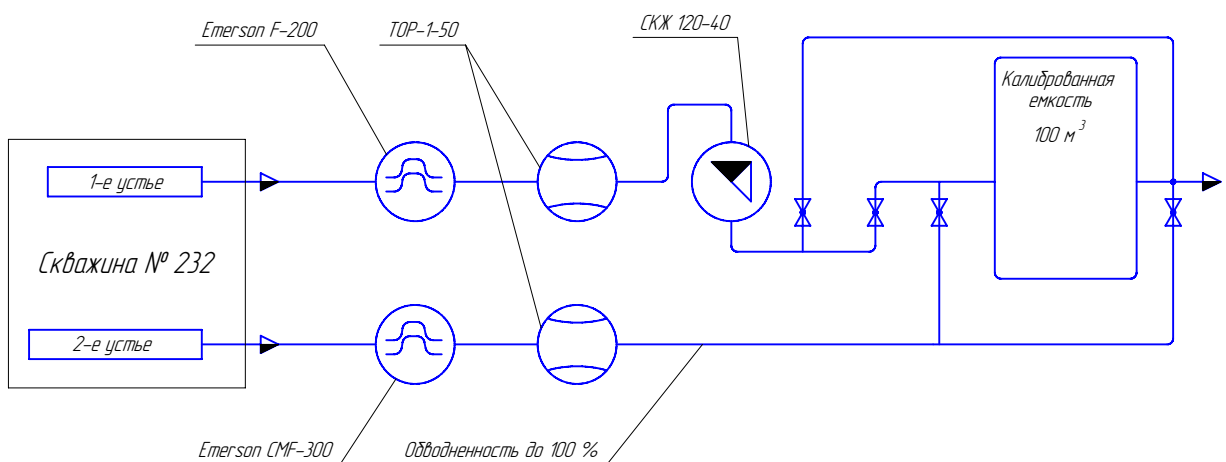 Emerson F-200
ТОР-1-50
СКЖ 120-40
Калиброванная
емкость
100 м³
1-е устье
Скважина № 232
2-е устье
Emerson CMF-300
Обводненность до 100 %